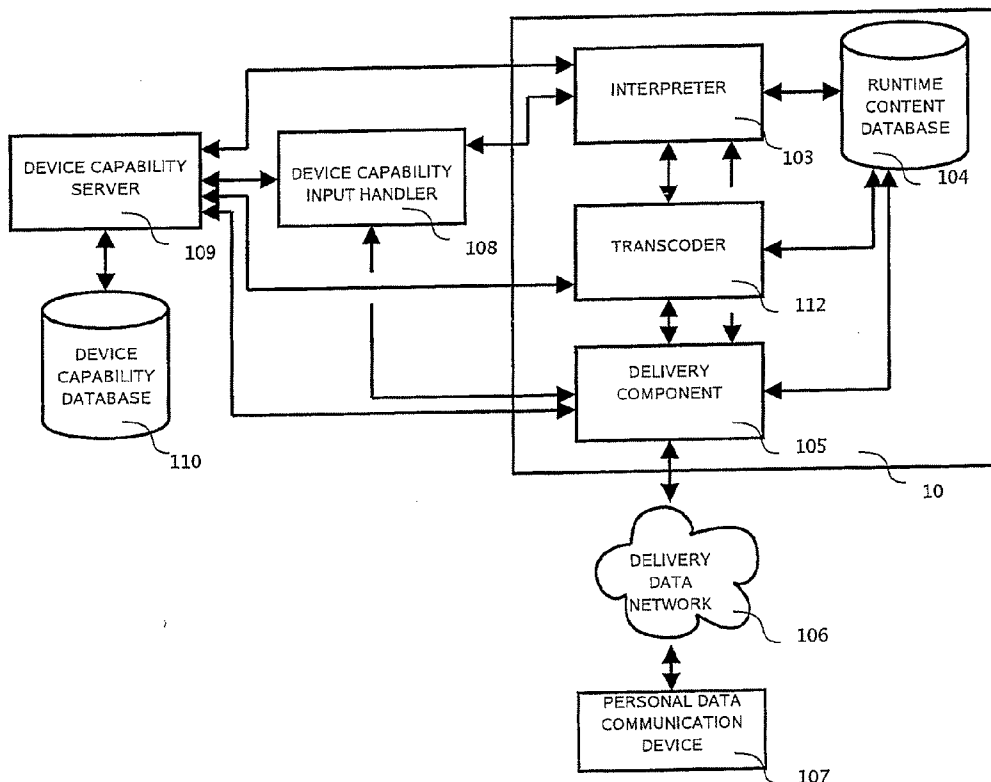 INTERPRETER
103
RUNTIME
CONTENT
DATABASE
104
DEVICE CAPABILITY
SERVER
109
DEVICE CAPABILITY
INPUT HANDLER
108
TRANSCODER
112
DEVICE
CAPABILITY
DATABASE
110
DELIVERY
COMPONENT
105
10
DELIVERY
DATA
NETWORK
106
PERSONAL DATA
COMMUNICATION
DEVICE
107